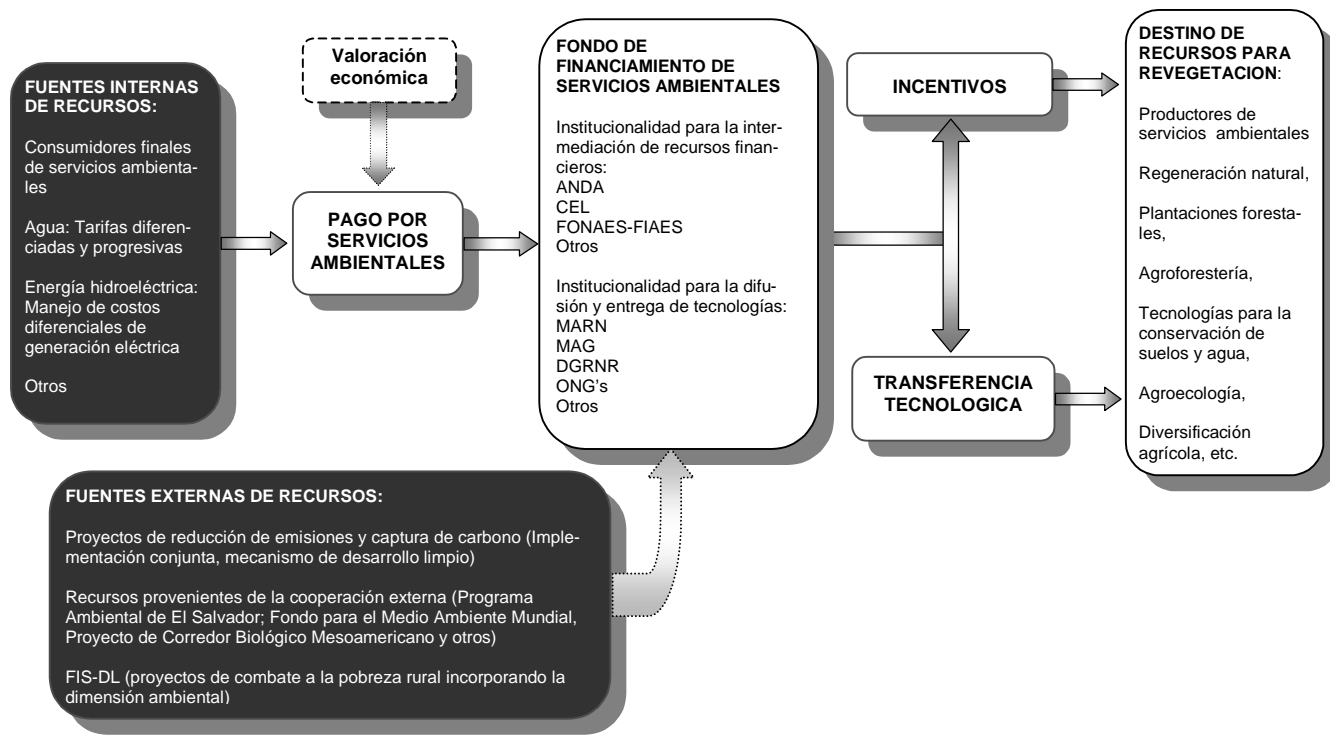 FUENTES INTERNAS
DE RECURSOS:
Consumidores finales
de servicios ambienta-
les
Agua: Tarifas diferen-
ciadas y progresivas
Energía hidroeléctrica:
Manejo de costos
diferenciales de
generación eléctrica
Otros
Valoración
económica
PAGO POR
SERVICIOS
AMBIENTALES
FONDO DE
FINANCIAMIENTO DE
SERVICIOS AMBIENTALES
Institucionalidad para la inter-
mediación de recursos finan-
cieros:
ANDA
CEL
FONAES-FIAES
Otros
Institucionalidad para la difu-
sión y entrega de tecnologías:
MARN
MAG
DGRNR
ONG's
Otros
INCENTIVOS
TRANSFERENCIA
TECNOLOGICA
DESTINO DE
RECURSOS PARA
REVEGETACION:
Productores de
servicios ambientales
Regeneración natural,
Plantaciones foresta-
les,
Agroforestería,
Tecnologías para la
conservación de
suelos y agua,
Agroecología,
Diversificación
agrícola, etc.
FUENTES EXTERNAS DE RECURSOS:
Proyectos de reducción de emisiones y captura de carbono (Imple-
mentación conjunta, mecanismo de desarrollo limpio)
Recursos provenientes de la cooperación externa (Programa
Ambiental de El Salvador; Fondo para el Medio Ambiente Mundial,
Proyecto de Corredor Biológico Mesoamericano y otros)
FIS-DL (proyectos de combate a la pobreza rural incorporando la
dimensión ambiental)